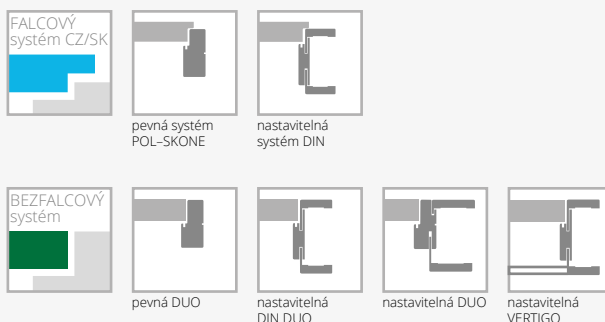 FALCOVÝ
systém CZ/SK
pevná systém
POL–SKONE
nastavitelná
systém DIN
BEZFALCOVÝ
systém
pevná DUO
nastavitelná
DIN DUO
nastavitelná DUO
nastavitelná
VERTIGO